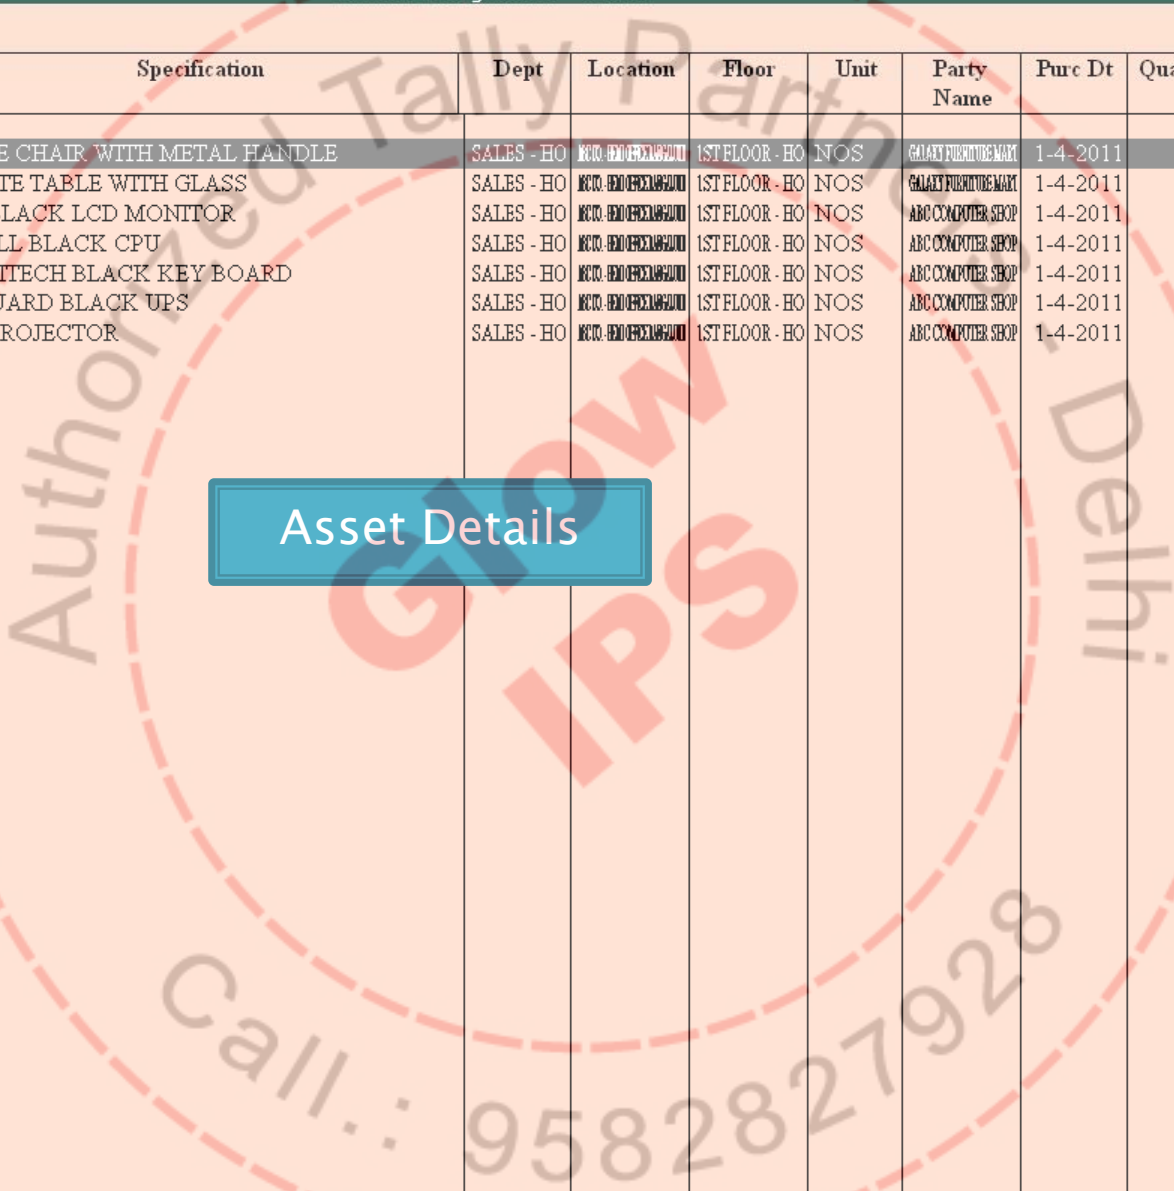 Specification Dept Location Floor Unit Party Name Purc Dt Qua
E CHAIR WITH METAL HANDLE SALES - HO 1ST FLOOR - HO NOS 1-4-2011
TE TABLE WITH GLASS SALES - HO 1ST FLOOR - HO NOS 1-4-2011
LACK LCD MONITOR SALES - HO 1ST FLOOR - HO NOS ABC COMPUTER SHOP 1-4-2011
LL BLACK CPU SALES - HO 1ST FLOOR - HO NOS ABC COMPUTER SHOP 1-4-2011
ITECH BLACK KEY BOARD SALES - HO 1ST FLOOR - HO NOS ABC COMPUTER SHOP 1-4-2011
UARD BLACK UPS SALES - HO 1ST FLOOR - HO NOS ABC COMPUTER SHOP 1-4-2011
ROJECTOR SALES - HO 1ST FLOOR - HO NOS ABC COMPUTER SHOP 1-4-2011
Asset Details
Authorized Tally Partners - Delhi
Glow
IPS
Call.: 9582827928